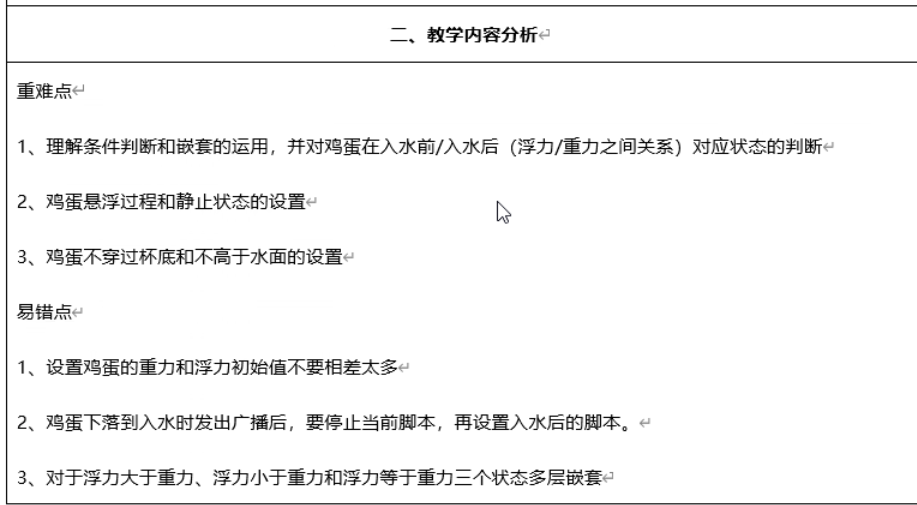 二、教学内容分析
重难点
1、理解条件判断和嵌套的运用，并对鸡蛋在入水前/入水后（浮力/重力之间关系）对应状态的判断
2、鸡蛋悬浮过程和静止状态的设置
3、鸡蛋不穿过杯底和不高于水面的设置
易错点
1、设置鸡蛋的重力和浮力初始值不要相差太多
2、鸡蛋下落到入水时发出广播后，要停止当前脚本，再设置入水后的脚本。
3、对于浮力大于重力、浮力小于重力和浮力等于重力三个状态多层嵌套